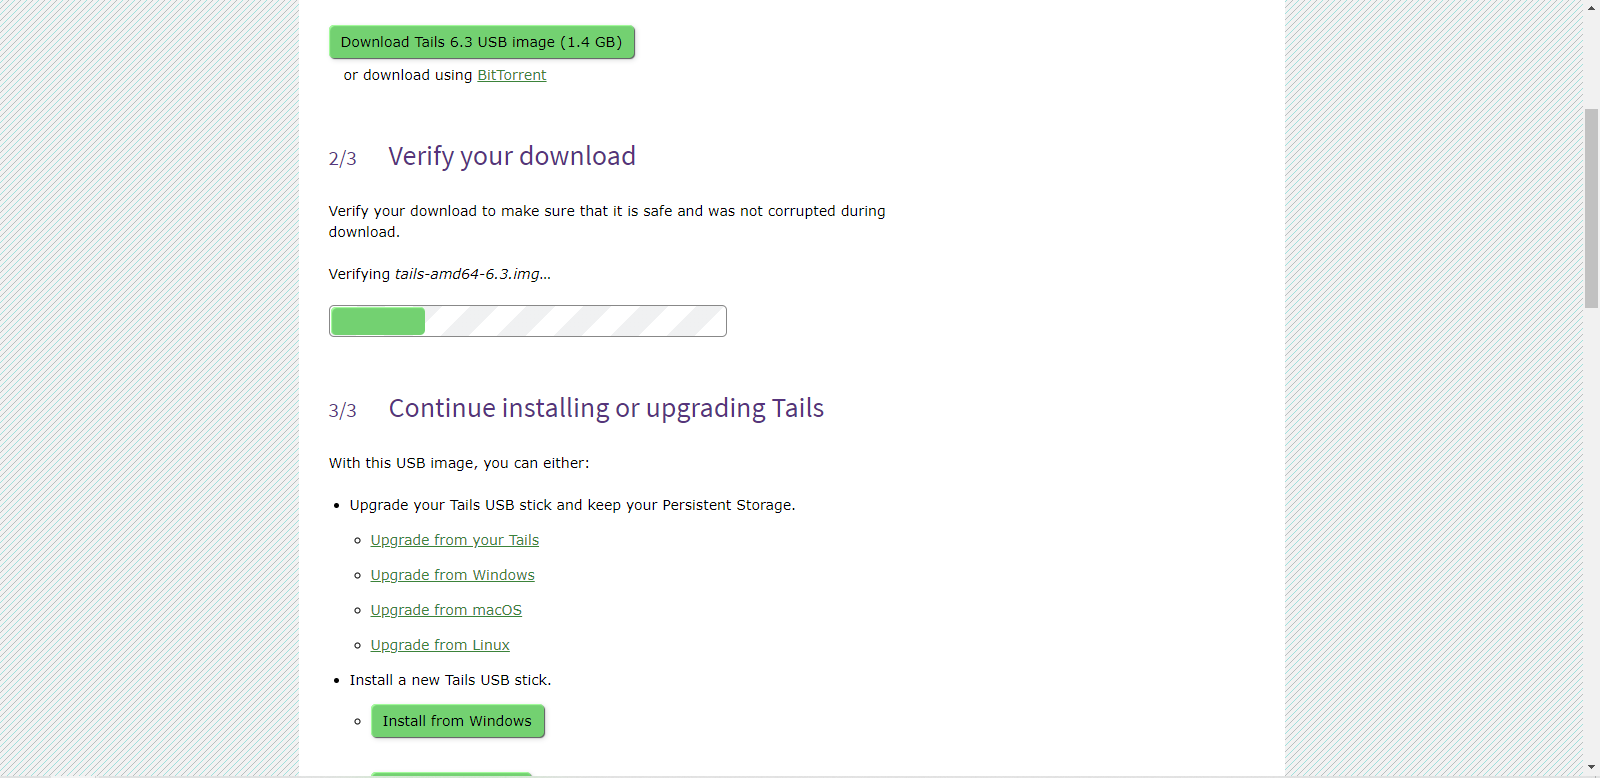 Download Tails 6.3 USB image (1.4 GB)
or download using BitTorrent
2/3 Verify your download
Verify your download to make sure that it is safe and was not corrupted during
download.
Verifying tails-amd64-6.3.img…
3/3 Continue installing or upgrading Tails
With this USB image, you can either:
• Upgrade your Tails USB stick and keep your Persistent Storage.
◦ Upgrade from your Tails
◦ Upgrade from Windows
◦ Upgrade from macOS
◦ Upgrade from Linux
• Install a new Tails USB stick.
◦ Install from Windows